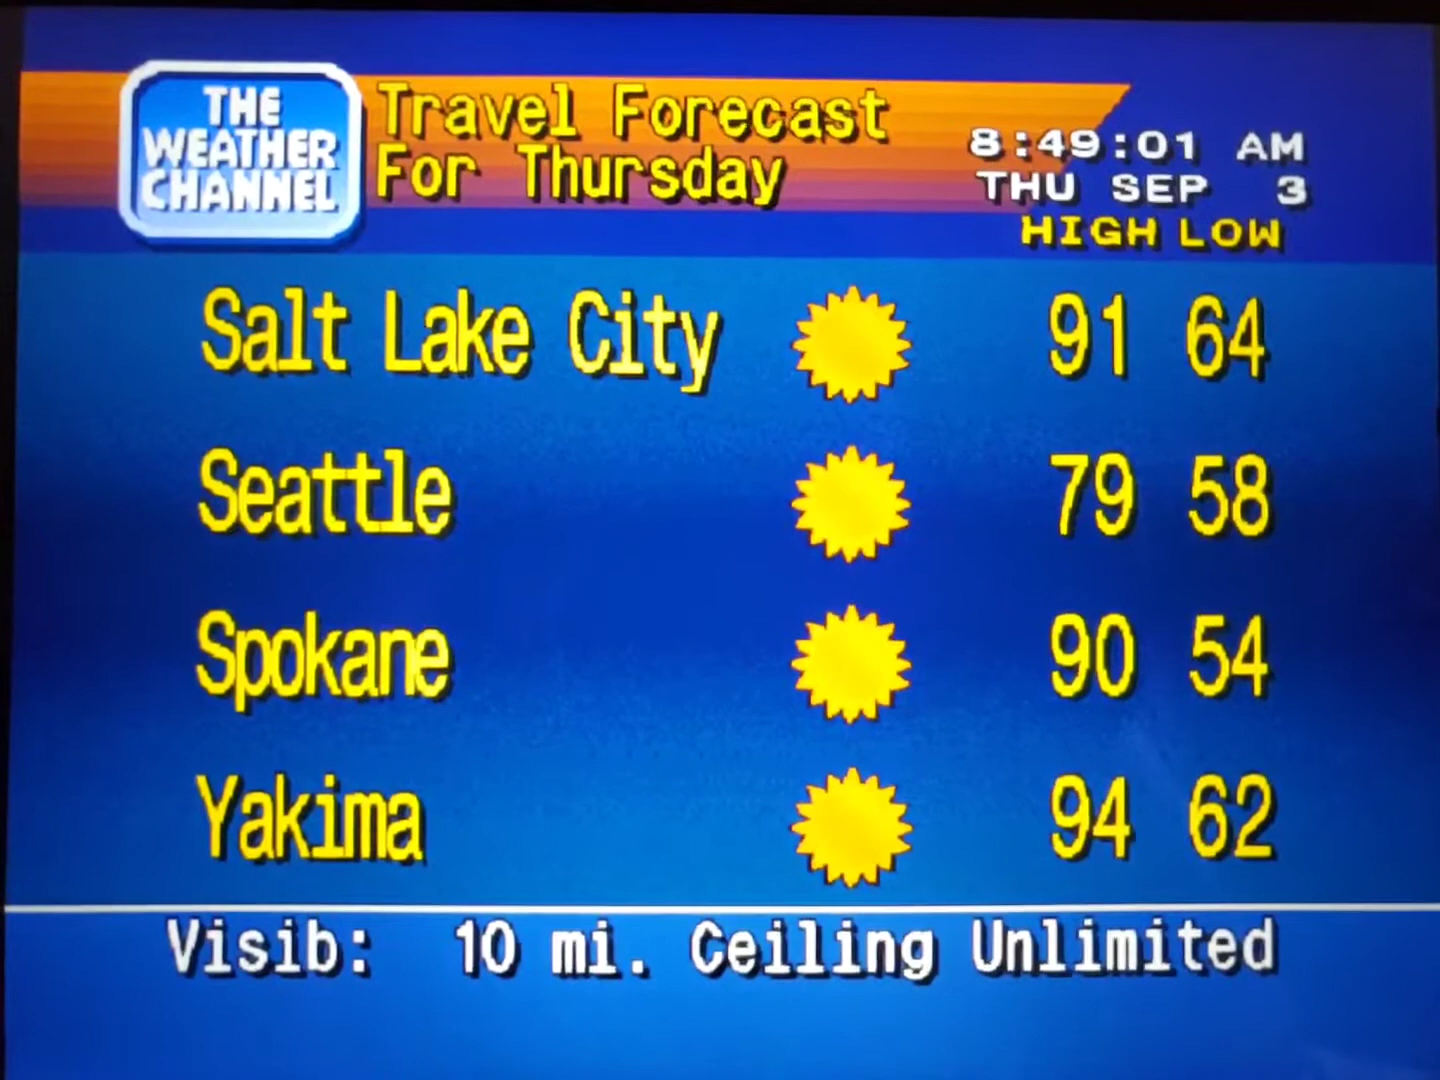 THE
WEATHER
CHANNEL
Travel Forecast
For Thursday
8:49:01 AM
THU SEP 3
HIGH LOW
Salt Lake City 91 64
Seattle 79 58
Spokane 90 54
Yakima 94 62
Visib: 10 mi. Ceiling Unlimited